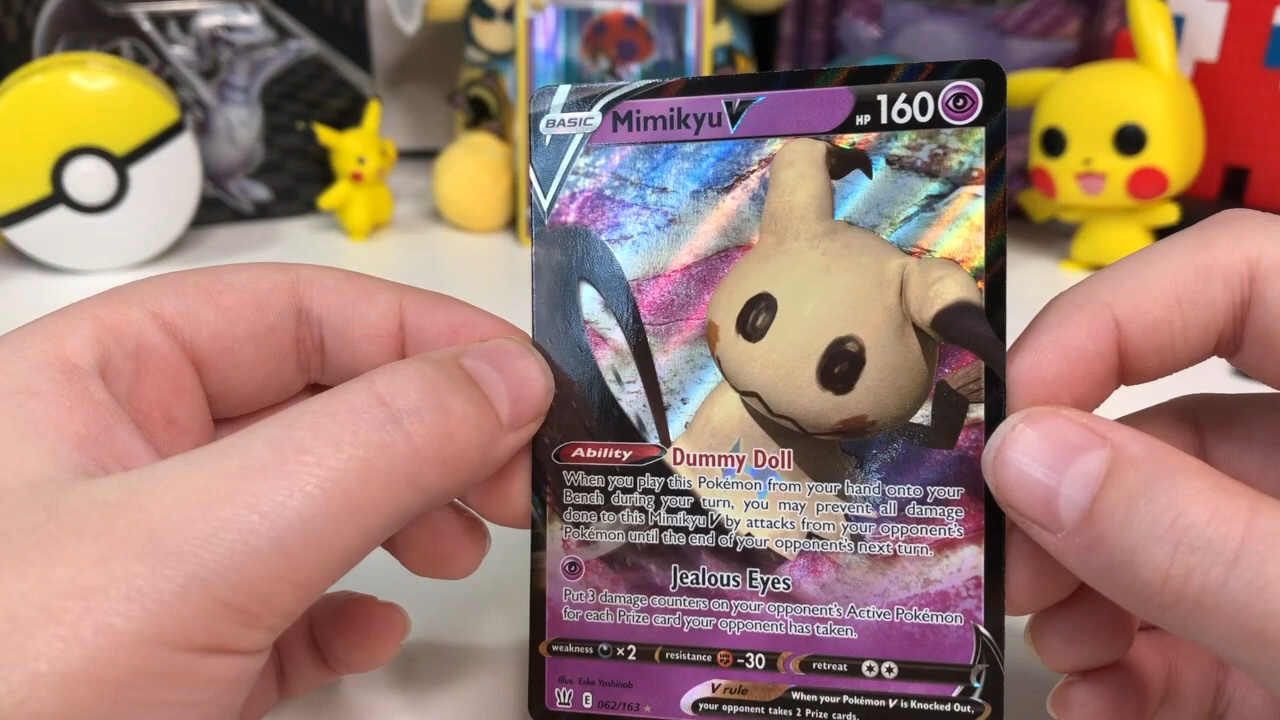 BASIC Mimikyu V HP 160
Ability Dummy Doll
When you play this Pokémon from your hand onto your
Bench during your turn, you may prevent all damage
done to this Mimikyu V by attacks from your opponent's
Pokémon until the end of your opponent's next turn.
Jealous Eyes
Put 3 damage counters on your opponent's Active Pokémon
for each Prize card your opponent has taken.
weakness ×2 resistance -30 retreat
Illus. Eske Yoshinob
V rule When your Pokémon V is Knocked Out,
E 062/163 your opponent takes 2 Prize cards.